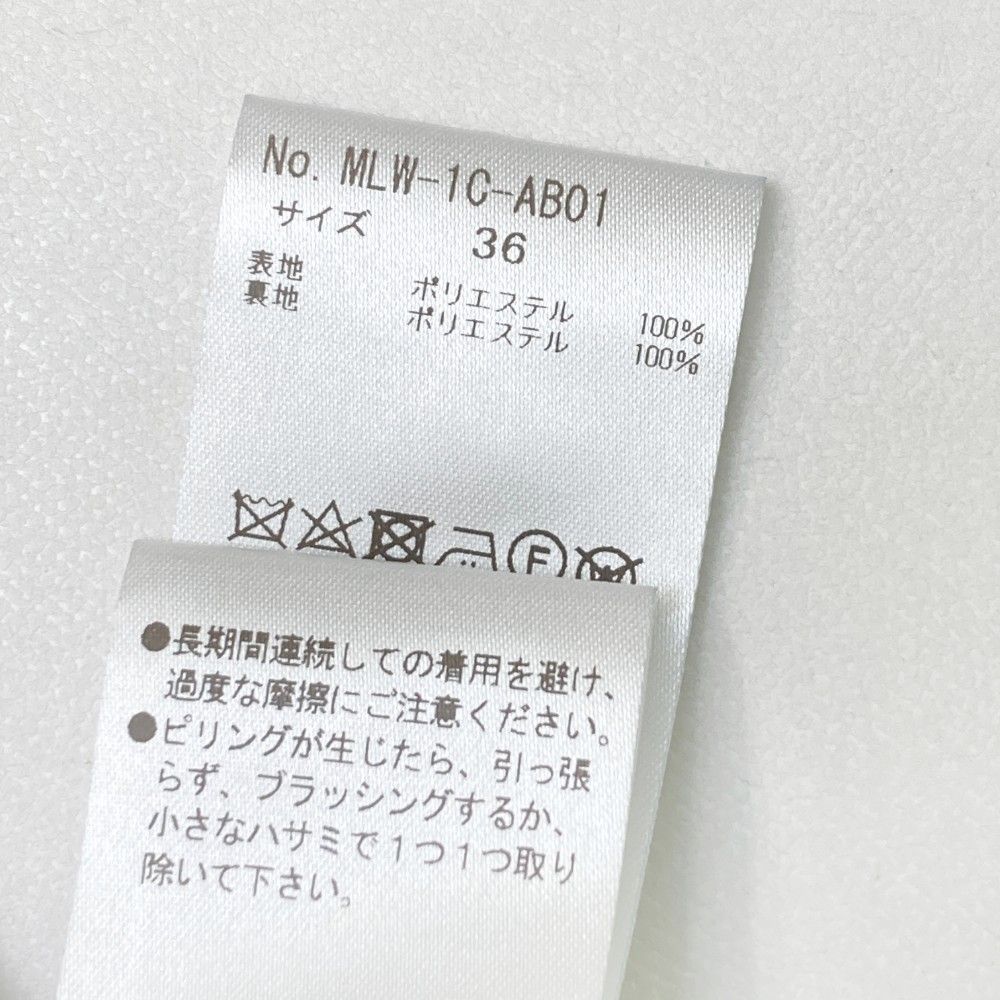 No. MLW-1C-AB01
サイズ 36
表地 ポリエステル 100%
裏地 ポリエステル 100%
F
●長期間連続しての着用を避け、
過度な摩擦にご注意ください。
●ピリングが生じたら、引っ張
らず、ブラッシングするか、
小さなハサミで1つ1つ取り
除いて下さい。